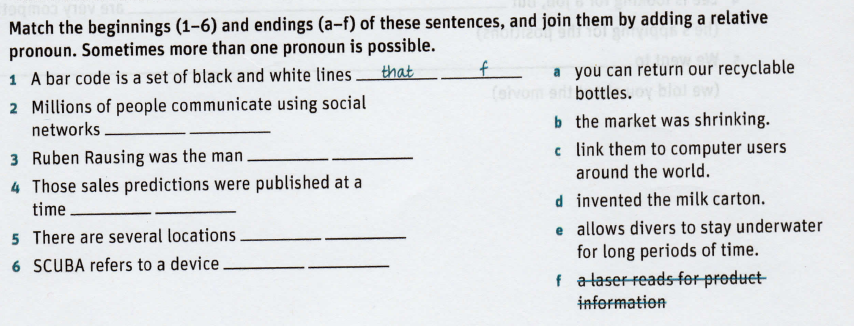 Match the beginnings (1–6) and endings (a–f) of these sentences, and join them by adding a relative
pronoun. Sometimes more than one pronoun is possible.
1 A bar code is a set of black and white lines that f
2 Millions of people communicate using social
networks
3 Ruben Rausing was the man
4 Those sales predictions were published at a
time
5 There are several locations
6 SCUBA refers to a device
a you can return our recyclable
bottles.
b the market was shrinking.
c link them to computer users
around the world.
d invented the milk carton.
e allows divers to stay underwater
for long periods of time.
f a laser reads for product
information